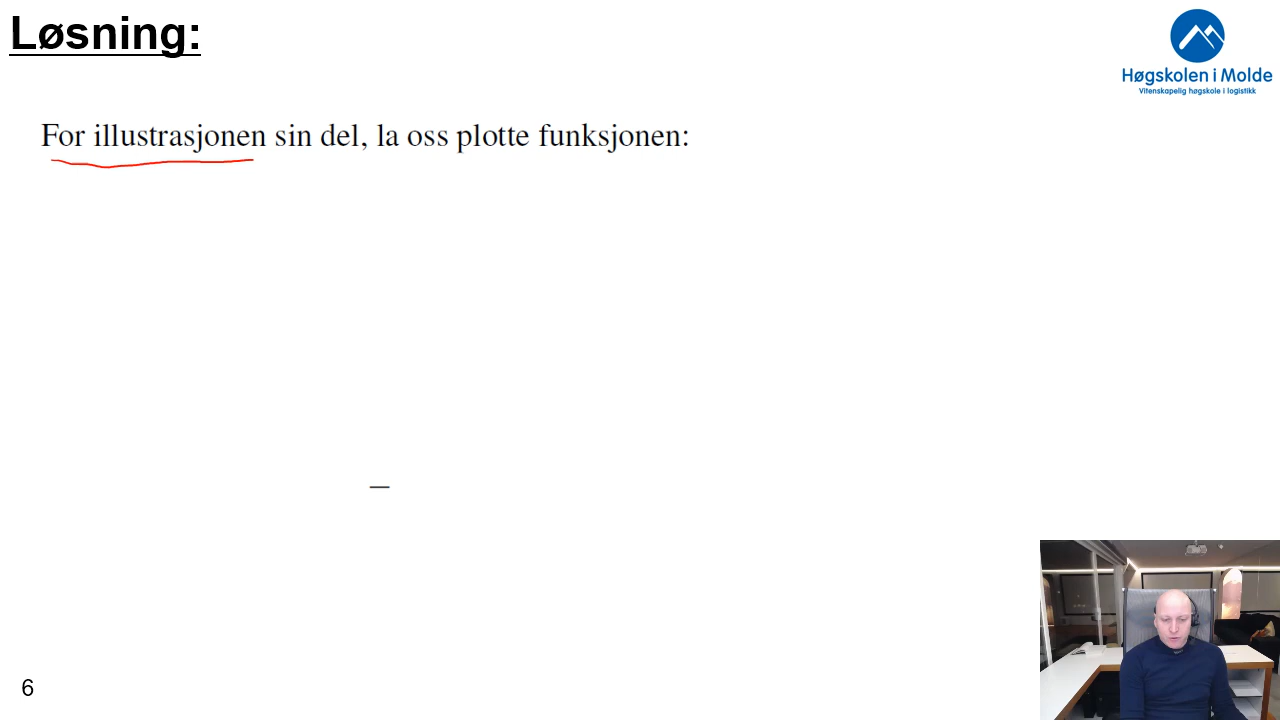 Løsning:
Høgskolen i Molde
Vitenskapelig høgskole i logistikk
For illustrasjonen sin del, la oss plotte funksjonen:
6